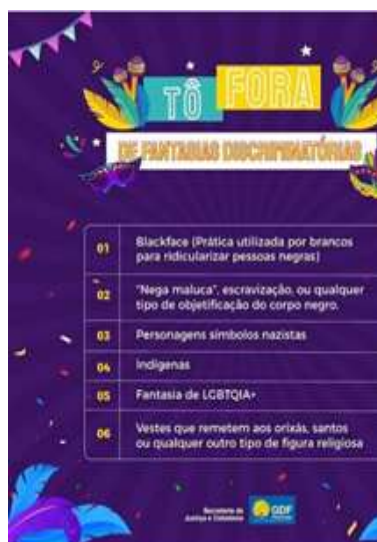 TÔ FORA
DE FANTASIAS DISCRIMINATÓRIAS
01 Blackface (Prática utilizada por brancos
para ridicularizar pessoas negras)
02 "Nega maluca", escravização, ou qualquer
tipo de objetificação do corpo negro.
03 Personagens símbolos nazistas
04 Indígenas
05 Fantasia de LGBTQIA+
06 Vestes que remetem aos orixás, santos
ou qualquer outro tipo de figura religiosa
Secretaria de
Justiça e Cidadania
GDF